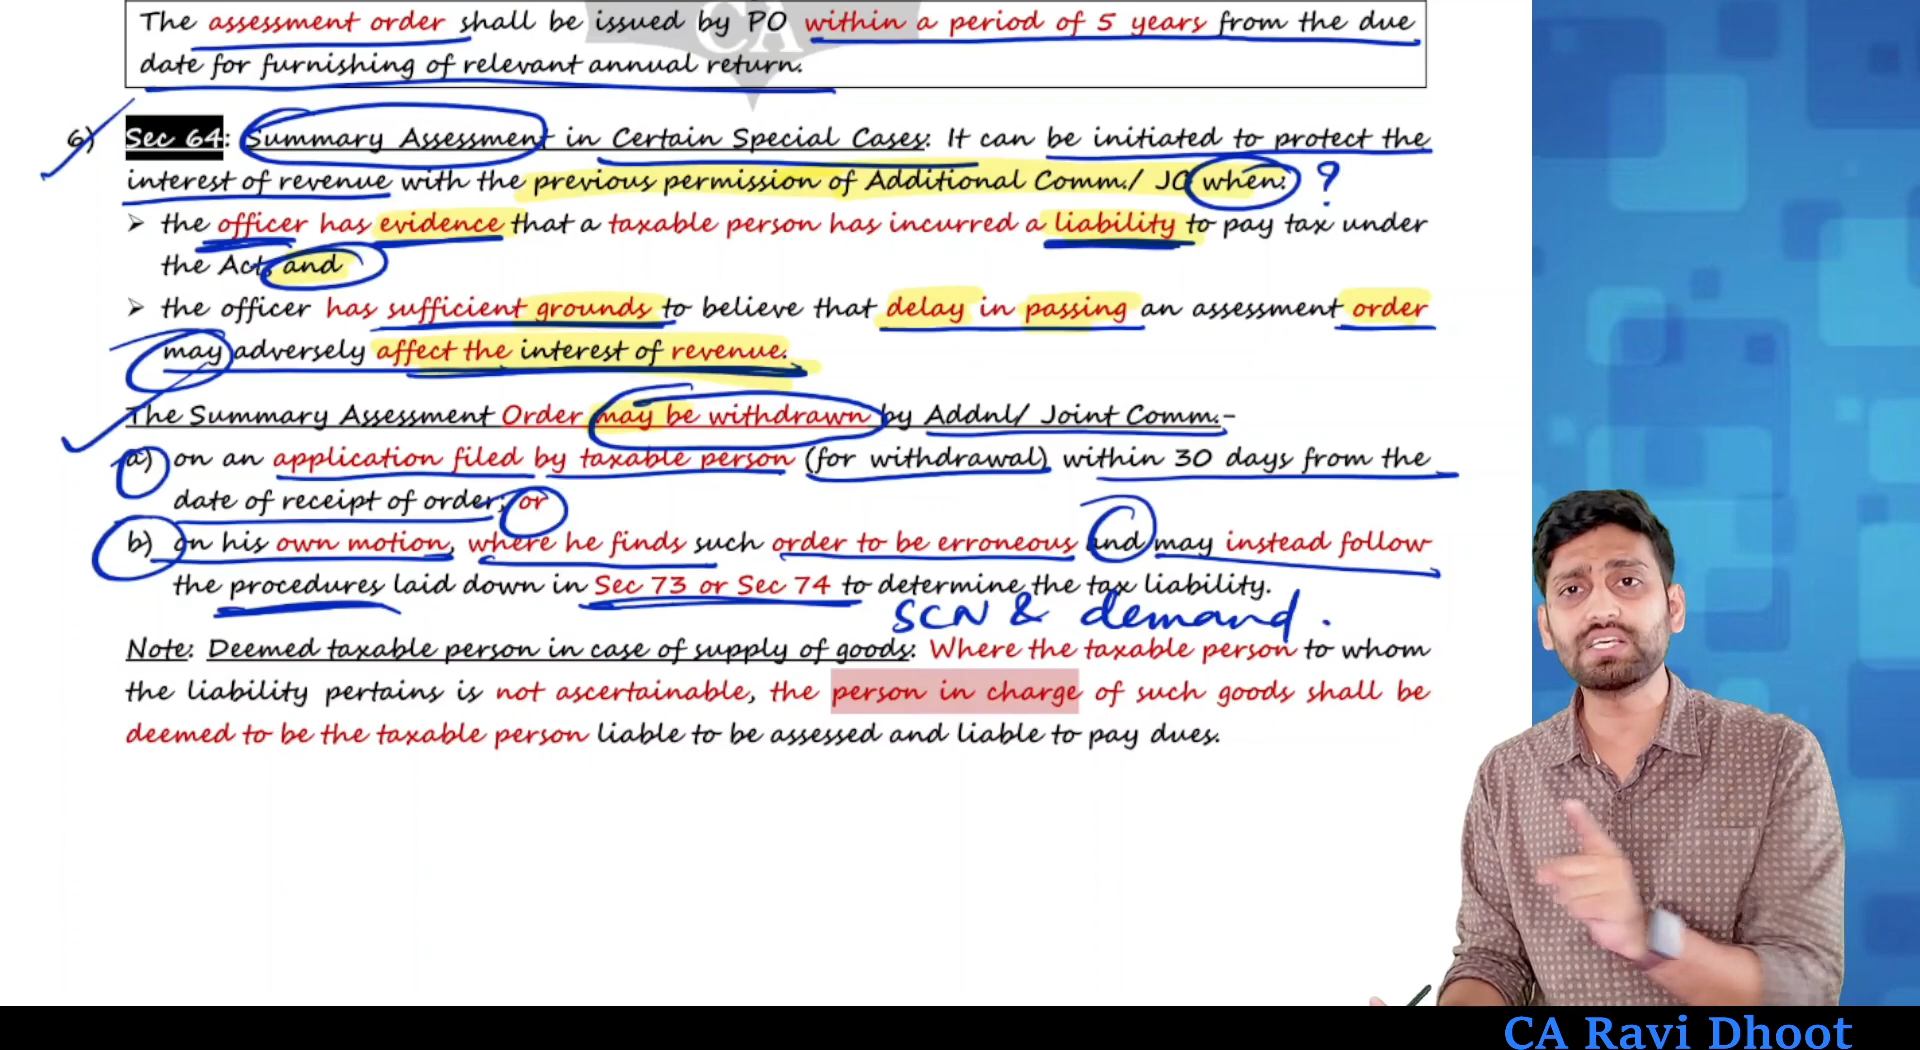 The assessment order shall be issued by PO within a period of 5 years from the due
date for furnishing of relevant annual return.
CA
6) Sec 64: Summary Assessment in Certain Special Cases: It can be initiated to protect the
interest of revenue with the previous permission of Additional Comm./ JC when: ?
➢ the officer has evidence that a taxable person has incurred a liability to pay tax under
the Act, and
➢ the officer has sufficient grounds to believe that delay in passing an assessment order
may adversely affect the interest of revenue.
The Summary Assessment Order may be withdrawn by Addnl/ Joint Comm.-
a) on an application filed by taxable person (for withdrawal) within 30 days from the
date of receipt of order; or
b) on his own motion, where he finds such order to be erroneous and may instead follow
the procedures laid down in Sec 73 or Sec 74 to determine the tax liability.
SCN & demand.
Note: Deemed taxable person in case of supply of goods: Where the taxable person to whom
the liability pertains is not ascertainable, the person in charge of such goods shall be
deemed to be the taxable person liable to be assessed and liable to pay dues.
CA Ravi Dhoot